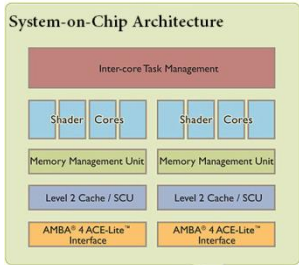 System-on-Chip Architecture
Inter-core Task Management
Shader Cores
Shader Cores
Memory Management Unit
Memory Management Unit
Level 2 Cache / SCU
Level 2 Cache / SCU
AMBA® 4 ACE-Lite™
Interface
AMBA® 4 ACE-Lite™
Interface